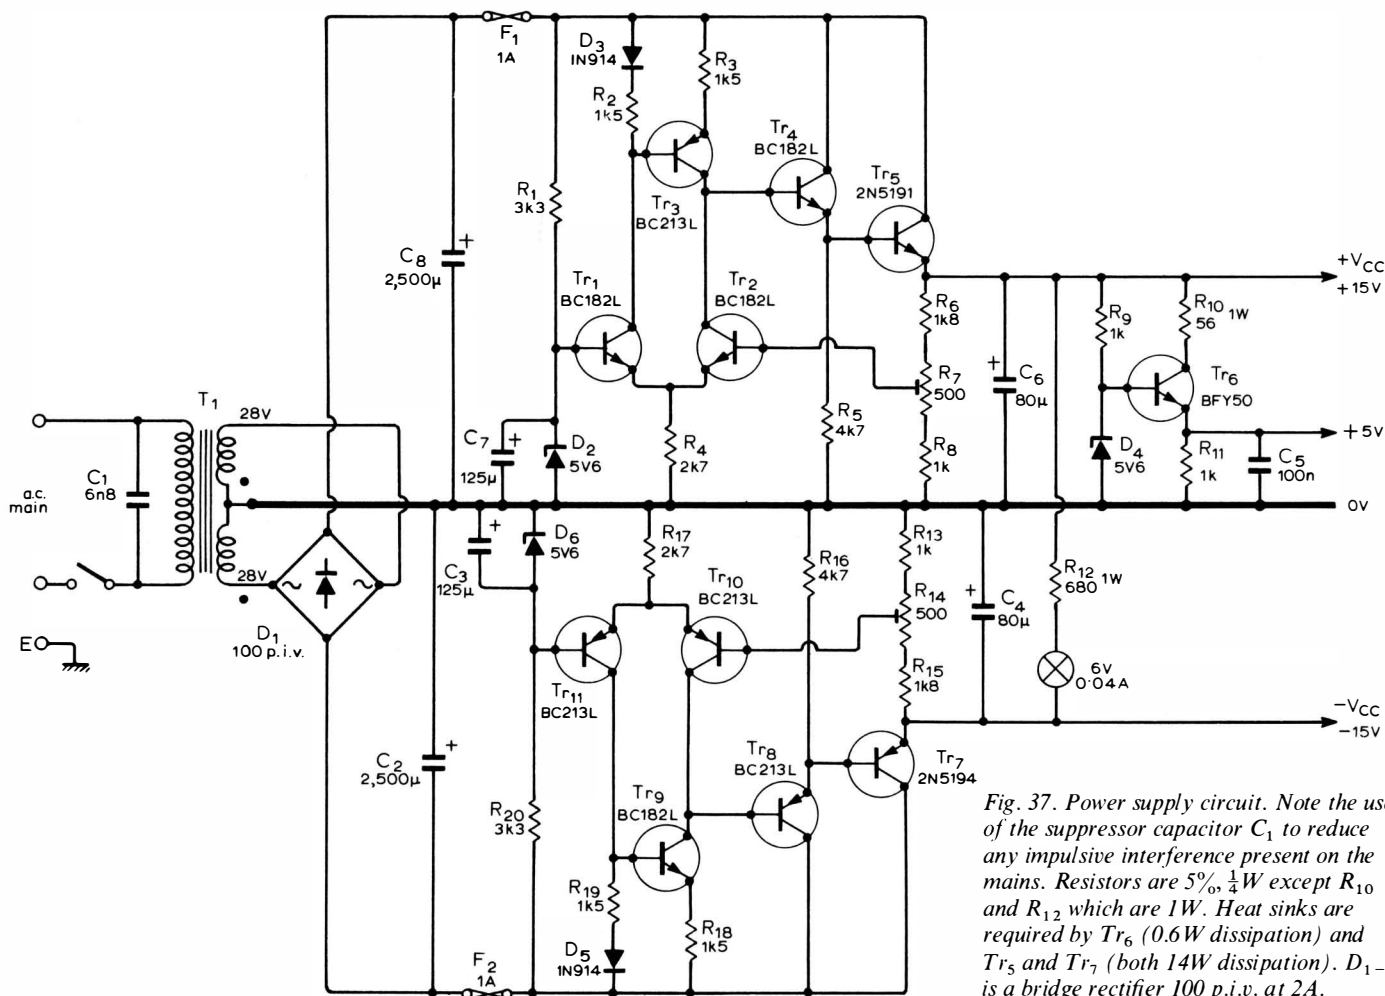 F1
1A
D3
1N914
R3
1k5
R2
1k5
Tr4
BC182L
Tr5
2N5191
R1
3k3
Tr3
BC213L
C8
2,500μ
+
+VCC
+15V
Tr1
BC182L
Tr2
BC182L
R6
1k8
R9
1k
R10 1W
56
R7
500
+
C6
80μ
Tr6
BFY50
T1
28V
R5
4k7
C7
125μ
+
D2
5V6
R4
2k7
R8
1k
D4
5V6
R11
1k
C5
100n
+5V
a.c.
main
C1
6n8
0V
+
C3
125μ
D6
5V6
R17
2k7
R16
4k7
R13
1k
R12 1W
680
28V
Tr10
BC213L
R14
500
+
C4
80μ
E
D1
100 p.i.v.
~
~
R15
1k8
6V
0·04A
Tr11
BC213L
-VCC
-15V
C2
2,500μ
+
Tr8
BC213L
Tr7
2N5194
R20
3k3
Tr9
BC182L
R19
1k5
R18
1k5
D5
1N914
F2
1A
Fig. 37. Power supply circuit. Note the use
of the suppressor capacitor C1 to reduce
any impulsive interference present on the
mains. Resistors are 5%, ¼W except R10
and R12 which are 1W. Heat sinks are
required by Tr6 (0.6W dissipation) and
Tr5 and Tr7 (both 14W dissipation). D1–
is a bridge rectifier 100 p.i.v. at 2A.